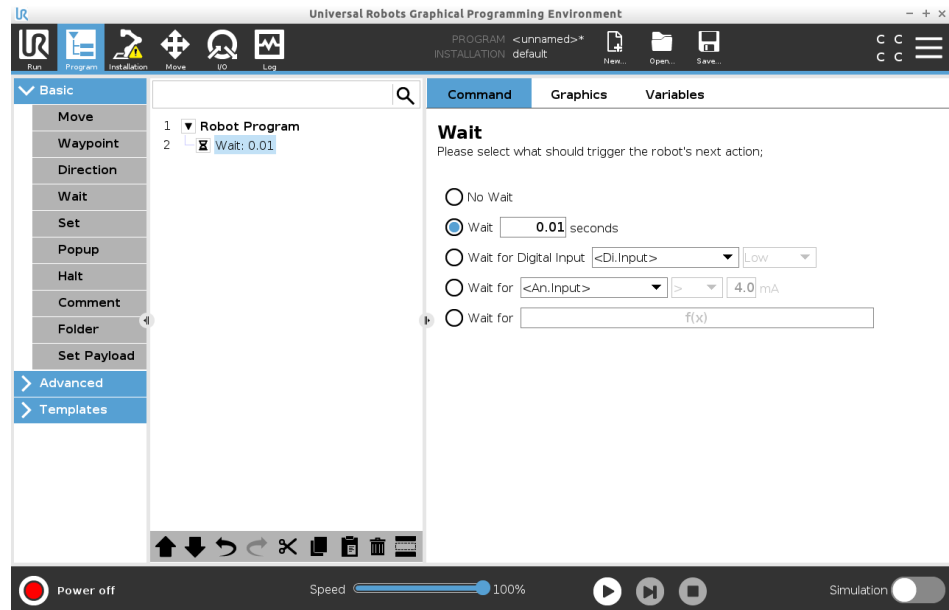 UR
Universal Robots Graphical Programming Environment
UR
Run
Program
Installation
Move
I/O
Log
PROGRAM <unnamed>*
INSTALLATION default
New...
Open...
Save...
C C
C C
Basic
Move
Waypoint
Direction
Wait
Set
Popup
Halt
Comment
Folder
Set Payload
Advanced
Templates
1 Robot Program
2 Wait: 0.01
Command Graphics Variables
Wait
Please select what should trigger the robot's next action;
No Wait
Wait 0.01 seconds
Wait for Digital Input <Di.Input> Low
Wait for <An.Input> > 4.0 mA
Wait for f(x)
Power off
Speed 100%
Simulation